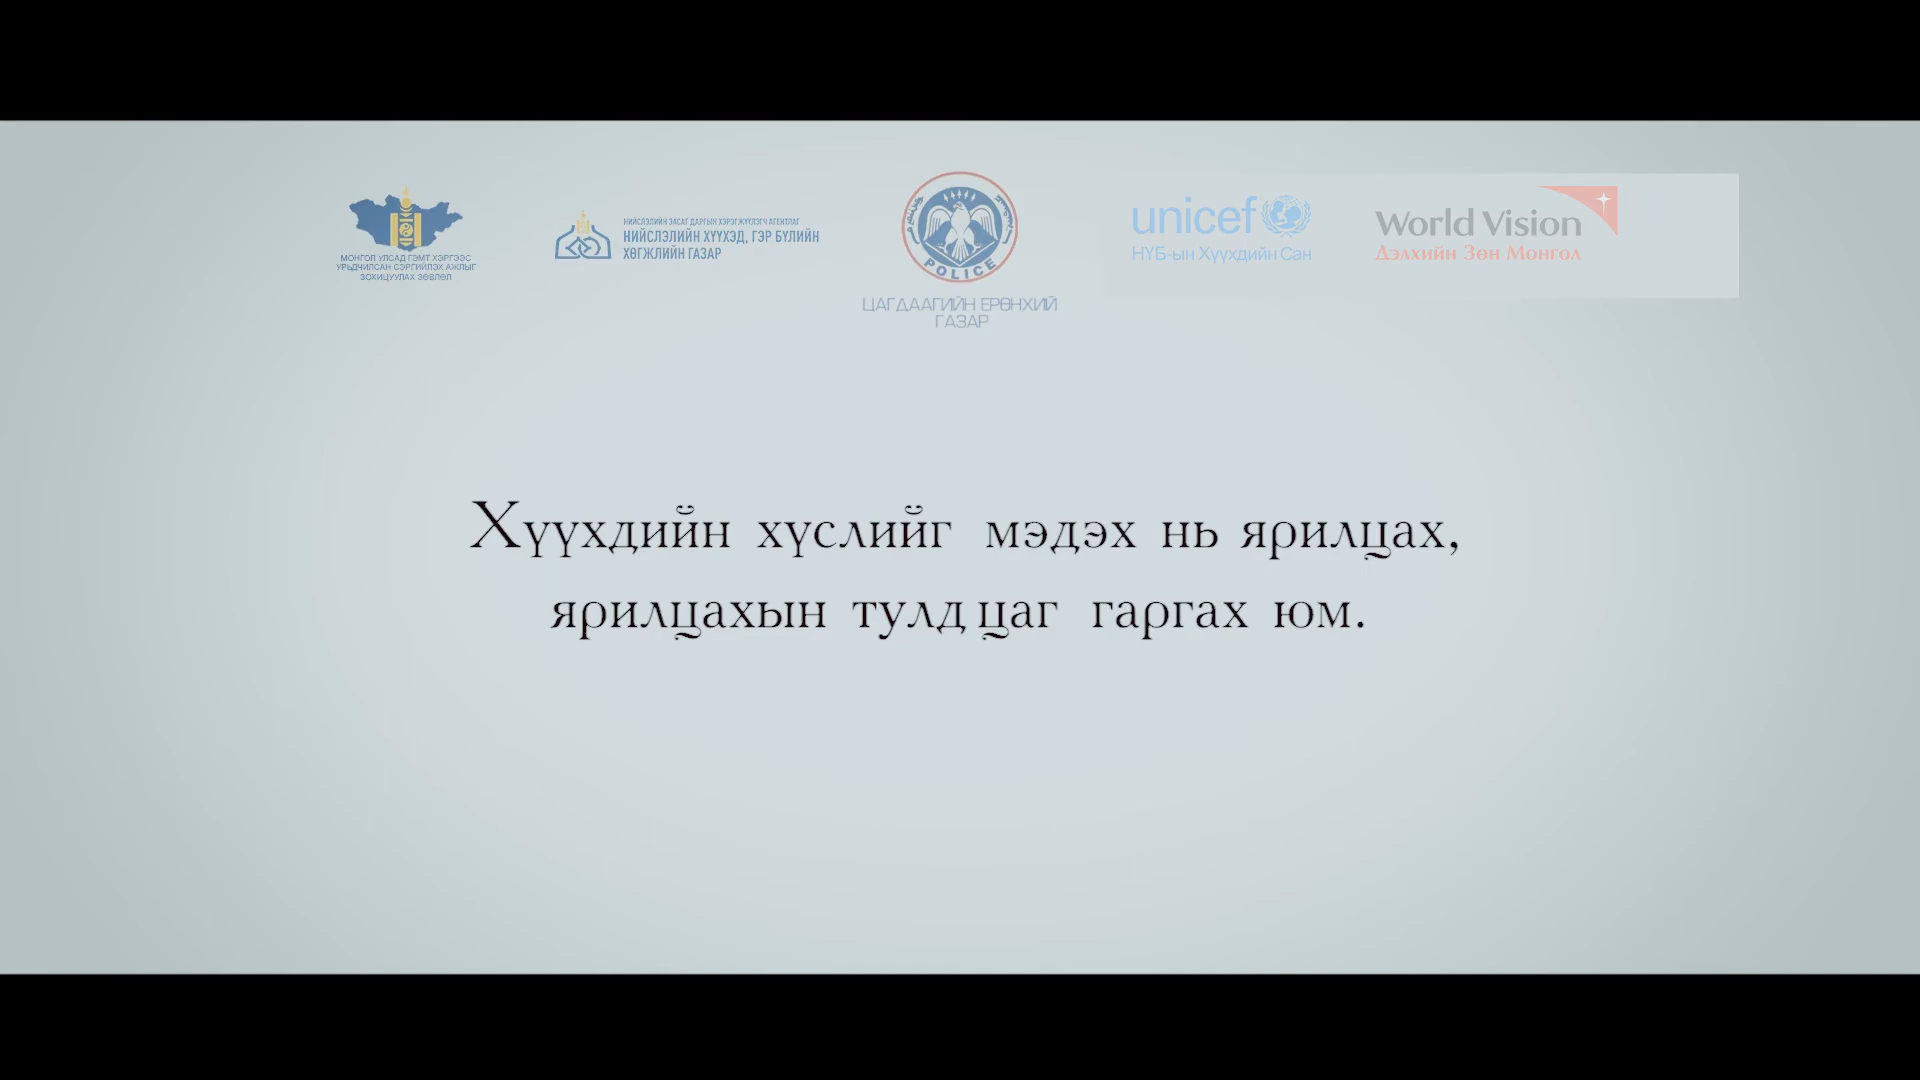 МОНГОЛ УЛСАД ГЭМТ ХЭРГЭЭС
УРЬДЧИЛСАН СЭРГИЙЛЭХ АЖЛЫГ
ЗОХИЦУУЛАХ ЗӨВЛӨЛ
НИЙСЛЭЛИЙН ЗАСАГ ДАРГЫН ХЭРЭГЖҮҮЛЭГЧ АГЕНТЛАГ
НИЙСЛЭЛИЙН ХҮҮХЭД, ГЭР БҮЛИЙН
ХӨГЖЛИЙН ГАЗАР
POLICE
ЦАГДААГИЙН ЕРӨНХИЙ
ГАЗАР
unicef
НҮБ-ын Хүүхдийн Сан
World Vision
Дэлхийн Зөн Монгол
Хүүхдийн хүслийг мэдэх нь ярилцах,
ярилцахын тулд цаг гаргах юм.